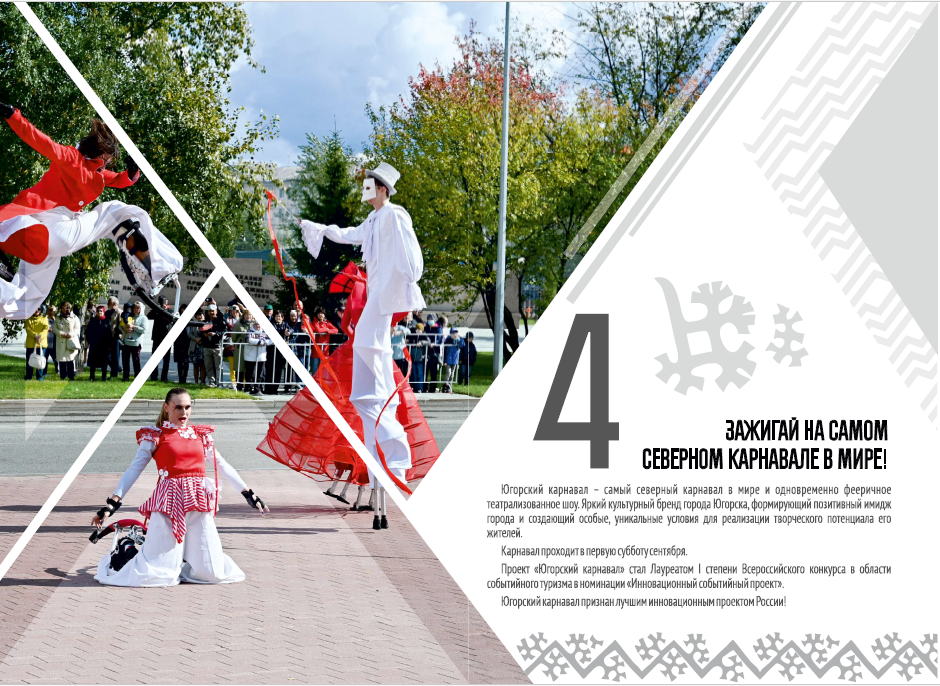 4
ЗАЖИГАЙ НА САМОМ
СЕВЕРНОМ КАРНАВАЛЕ В МИРЕ!
Югорский карнавал – самый северный карнавал в мире и одновременно фееричное
театрализованное шоу. Яркий культурный бренд города Югорска, формирующий позитивный имидж
города и создающий особые, уникальные условия для реализации творческого потенциала его
жителей.
Карнавал проходит в первую субботу сентября.
Проект «Югорский карнавал» стал Лауреатом I степени Всероссийского конкурса в области
событийного туризма в номинации «Инновационный событийный проект».
Югорский карнавал признан лучшим инновационным проектом России!